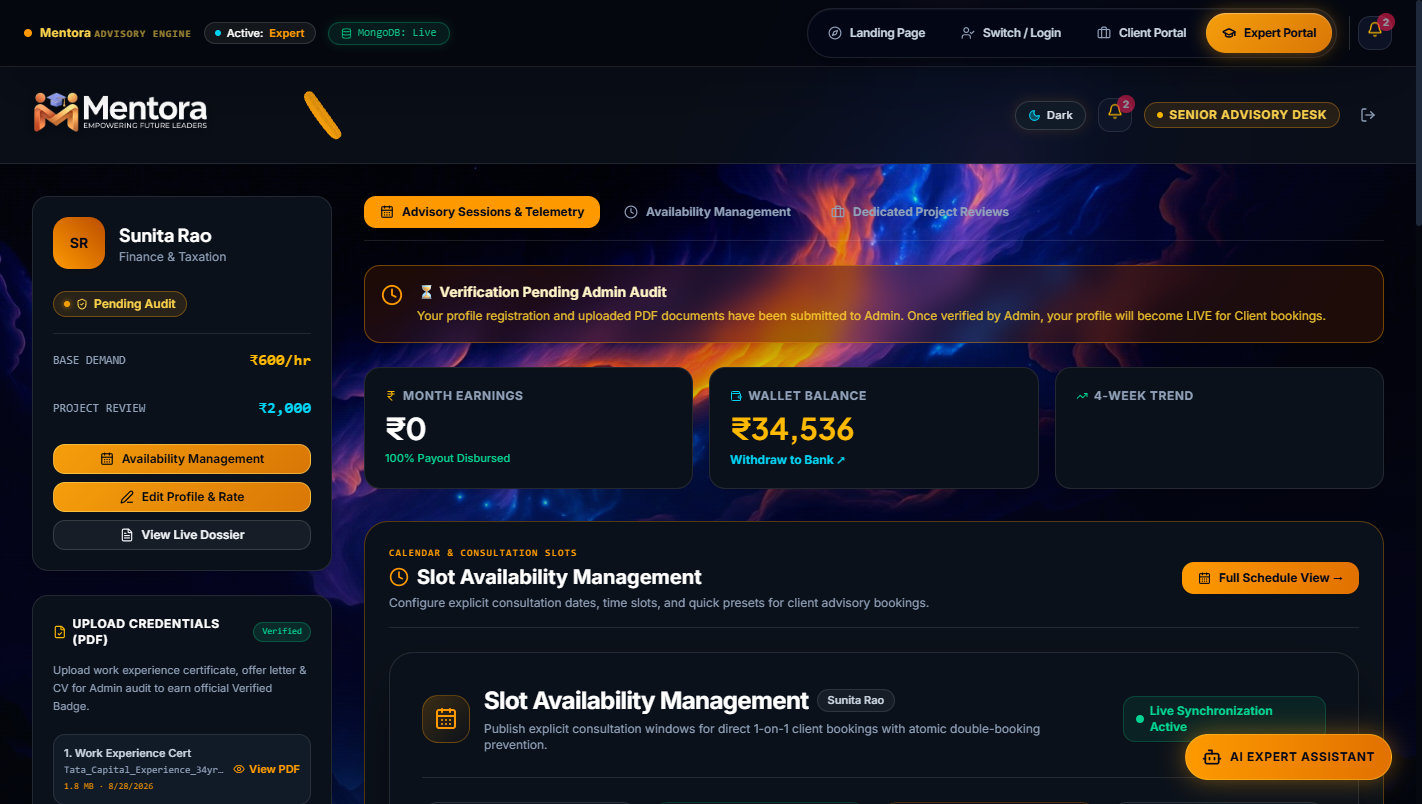 Mentora ADVISORY ENGINE
Active: Expert
MongoDB: Live
Landing Page
Switch / Login
Client Portal
Expert Portal
2
Mentora
EMPOWERING FUTURE LEADERS
Dark
2
SENIOR ADVISORY DESK
SR
Sunita Rao
Finance & Taxation
Pending Audit
BASE DEMAND
₹600/hr
PROJECT REVIEW
₹2,000
Availability Management
Edit Profile & Rate
View Live Dossier
UPLOAD CREDENTIALS
(PDF)
Verified
Upload work experience certificate, offer letter &
CV for Admin audit to earn official Verified
Badge.
1. Work Experience Cert
Tata_Capital_Experience_34yr…
View PDF
1.8 MB · 8/28/2026
Advisory Sessions & Telemetry
Availability Management
Dedicated Project Reviews
⏳ Verification Pending Admin Audit
Your profile registration and uploaded PDF documents have been submitted to Admin. Once verified by Admin, your profile will become LIVE for Client bookings.
₹ MONTH EARNINGS
₹0
100% Payout Disbursed
WALLET BALANCE
₹34,536
Withdraw to Bank ↗
4-WEEK TREND
CALENDAR & CONSULTATION SLOTS
Slot Availability Management
Configure explicit consultation dates, time slots, and quick presets for client advisory bookings.
Full Schedule View →
Slot Availability Management
Sunita Rao
Publish explicit consultation windows for direct 1-on-1 client bookings with atomic double-booking
prevention.
Live Synchronization
Active
AI EXPERT ASSISTANT